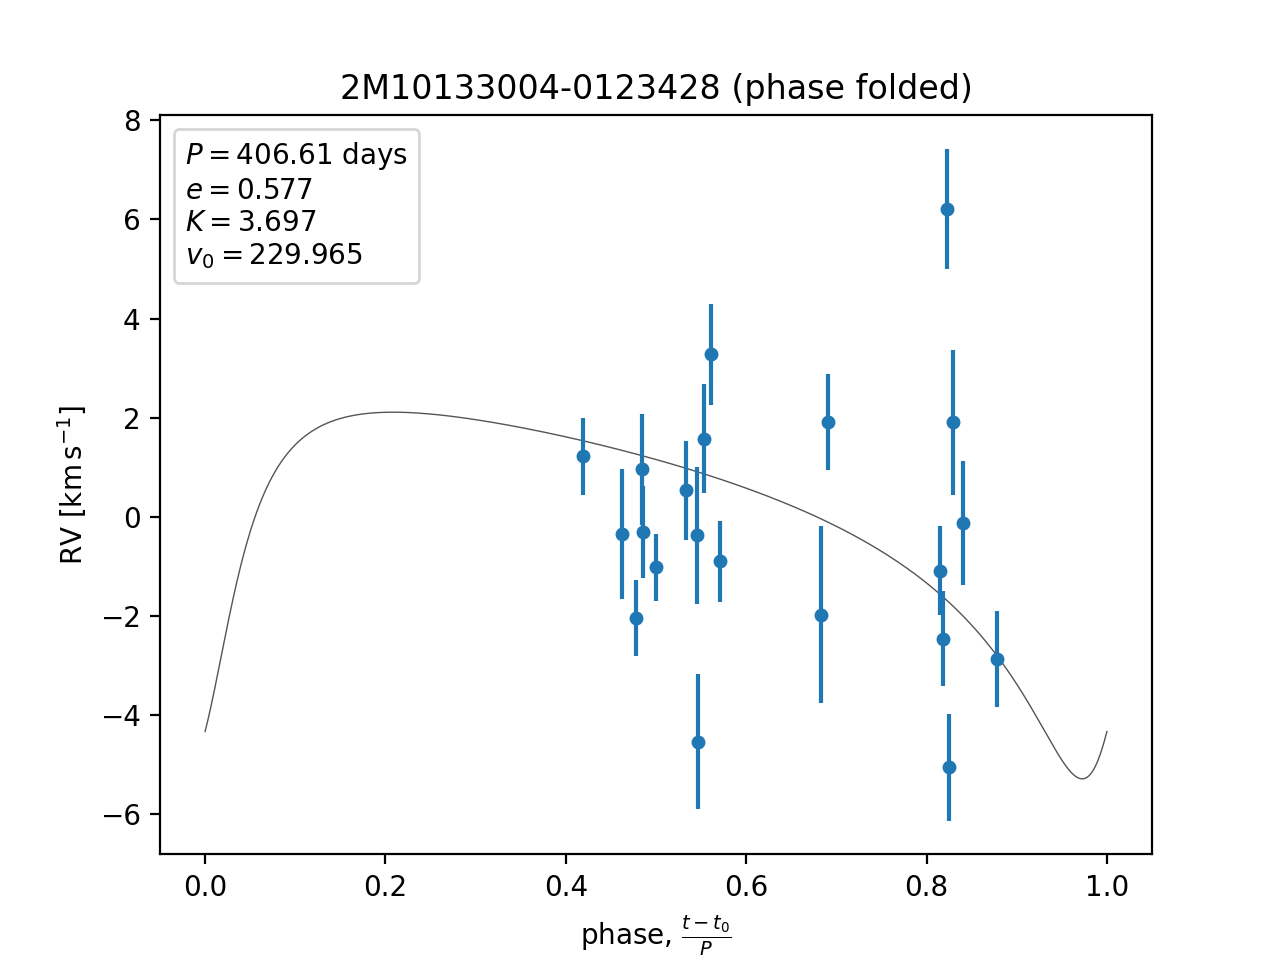 2M10133004-0123428 (phase folded)
P = 406.61 days
e = 0.577
K = 3.697
v₀ = 229.965
8
6
4
2
0
−2
−4
−6
RV [km s⁻¹]
0.0 0.2 0.4 0.6 0.8 1.0
phase, (t − t₀)/P